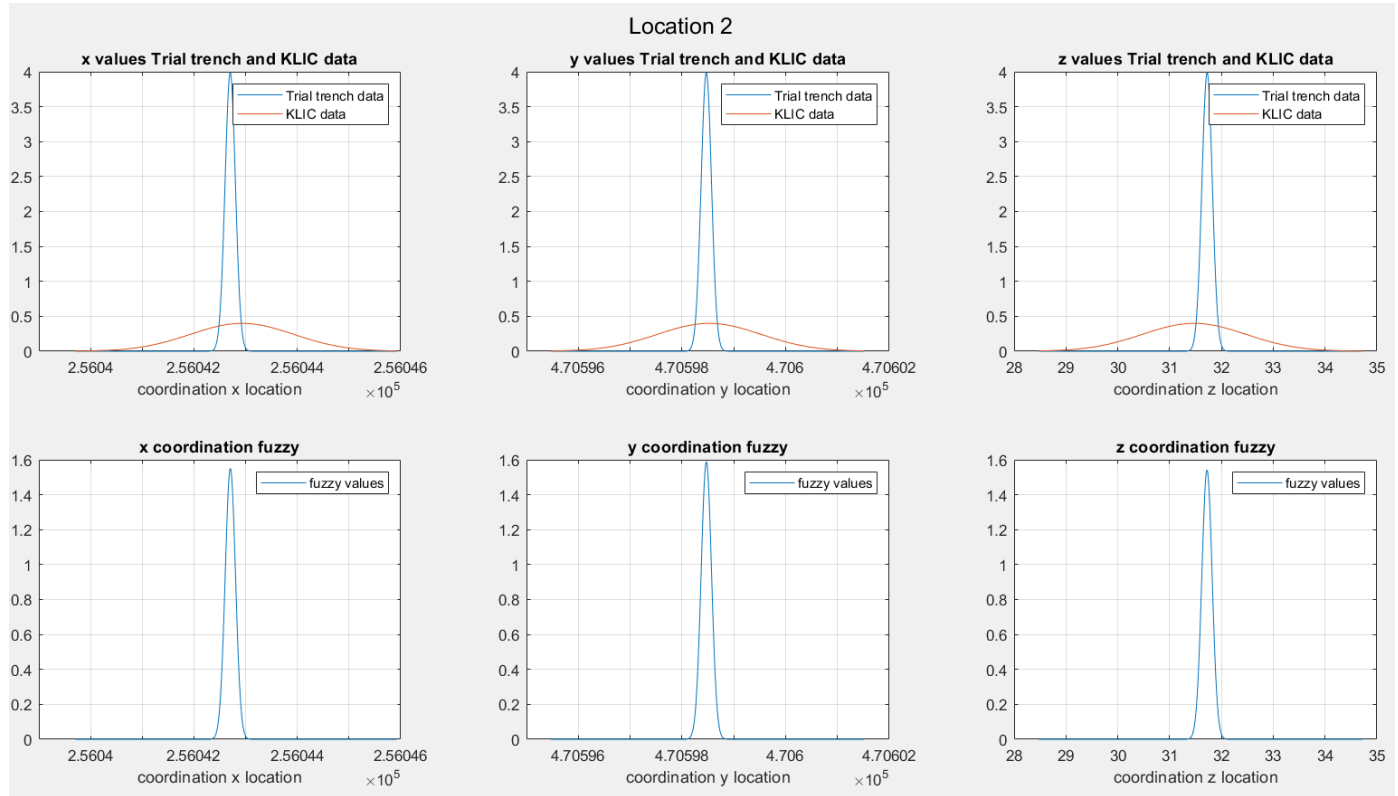 Location 2
x values Trial trench and KLIC data
4
3.5
3
2.5
2
1.5
1
0.5
0
Trial trench data
KLIC data
2.5604 2.56042 2.56044 2.56046
coordination x location
×10⁵
y values Trial trench and KLIC data
4
3.5
3
2.5
2
1.5
1
0.5
0
Trial trench data
KLIC data
4.70596 4.70598 4.706 4.70602
coordination y location
×10⁵
z values Trial trench and KLIC data
4
3.5
3
2.5
2
1.5
1
0.5
0
Trial trench data
KLIC data
28 29 30 31 32 33 34 35
coordination z location
x coordination fuzzy
1.6
1.4
1.2
1
0.8
0.6
0.4
0.2
0
fuzzy values
2.5604 2.56042 2.56044 2.56046
coordination x location
×10⁵
y coordination fuzzy
1.6
1.4
1.2
1
0.8
0.6
0.4
0.2
0
fuzzy values
4.70596 4.70598 4.706 4.70602
coordination y location
×10⁵
z coordination fuzzy
1.6
1.4
1.2
1
0.8
0.6
0.4
0.2
0
fuzzy values
28 29 30 31 32 33 34 35
coordination z location